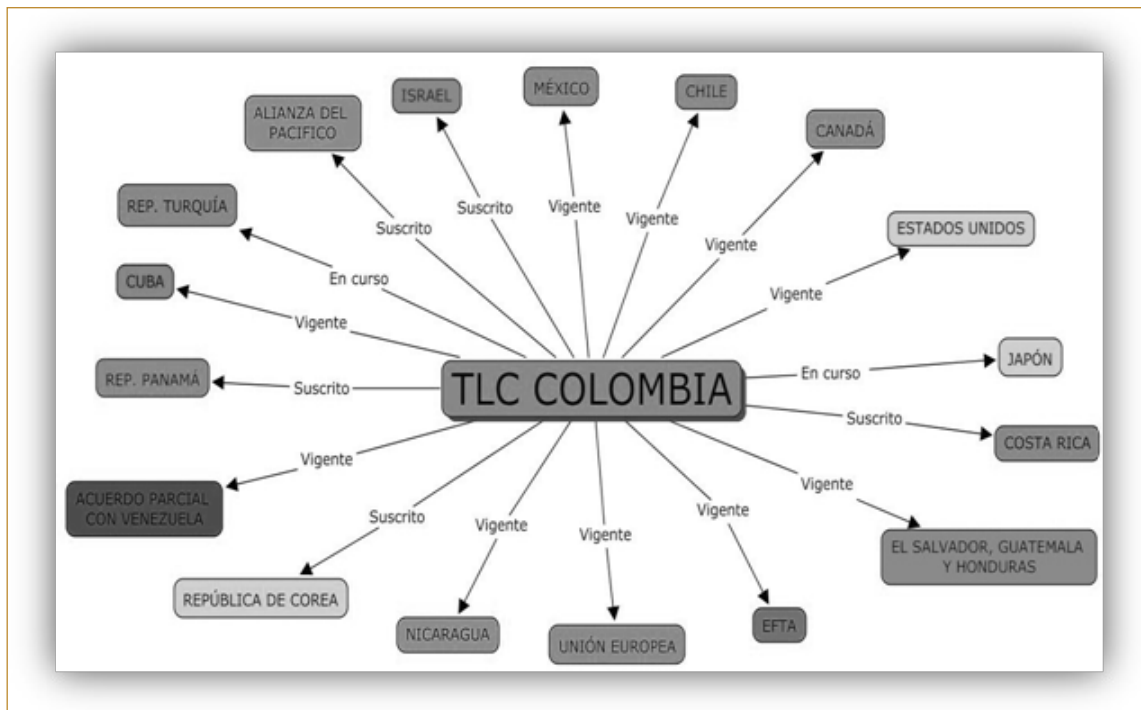 MÉXICO
CHILE
ISRAEL
ALIANZA DEL
PACIFICO
CANADÁ
REP. TURQUÍA
Suscrito
Vigente
Vigente
Suscrito
Vigente
ESTADOS UNIDOS
CUBA
En curso
Vigente
Vigente
JAPÓN
REP. PANAMÁ
Suscrito
TLC COLOMBIA
En curso
Suscrito
COSTA RICA
Vigente
Vigente
ACUERDO PARCIAL
CON VENEZUELA
Suscrito
Vigente
Vigente
Vigente
EL SALVADOR, GUATEMALA
Y HONDURAS
REPÚBLICA DE COREA
NICARAGUA
UNIÓN EUROPEA
EFTA